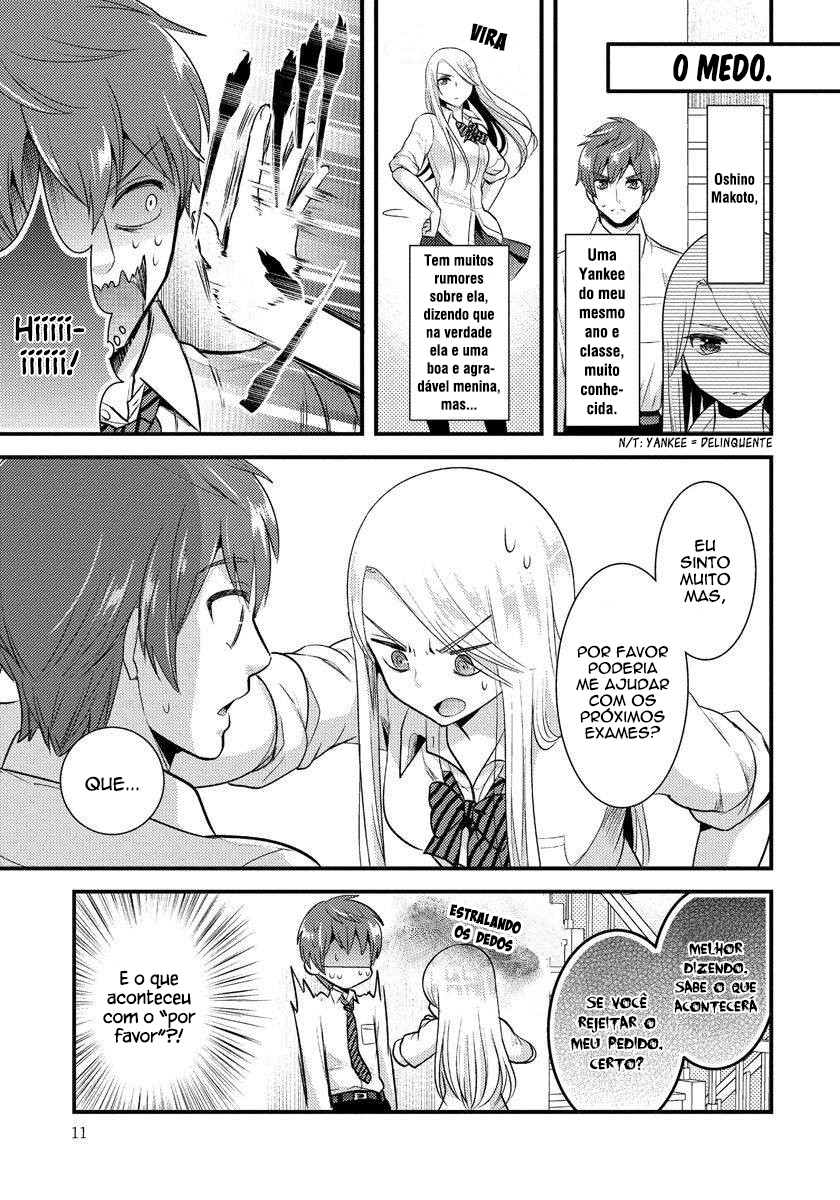 O MEDO.
Oshino
Makoto,
Uma
Yankee
do meu
mesmo
ano e
classe,
muito
conhe-
cida.
N/T: YANKEE = DELINQUENTE
VIRA
Tem muitos
rumores
sobre ela,
dizendo que
na verdade
ela e uma
boa e agra-
dável menina,
mas...
Hííííí-
íííííí!
EU
SINTO
MUITO
MAS,
POR FAVOR
PODERIA
ME AJUDAR
COM OS
PRÓXIMOS
EXAMES?
QUE...
MELHOR
DIZENDO.
SABE O QUE
ACONTECERÁ
SE VOCÊ
REJEITAR O
MEU PEDIDO.
CERTO?
ESTRALANDO
OS DEDOS
E o que
aconteceu
com o "por
favor"?!
11